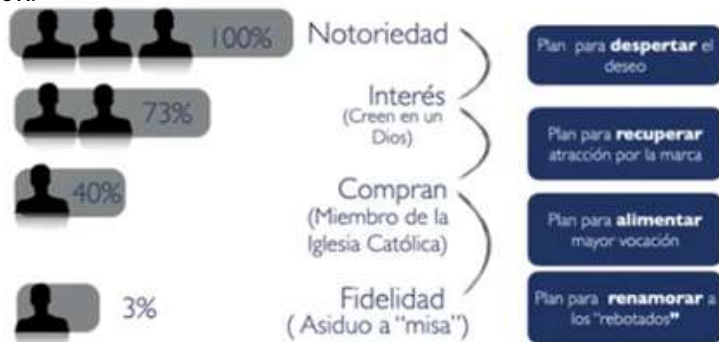 100%
Notoriedad
Plan para despertar el
deseo
73%
Interés
(Creen en un
Dios)
Plan para recuperar
atracción por la marca
40%
Compran
(Miembro de la
Iglesia Católica)
Plan para alimentar
mayor vocación
3%
Fidelidad
( Asiduo a "misa")
Plan para renamorar a
los "rebotados"